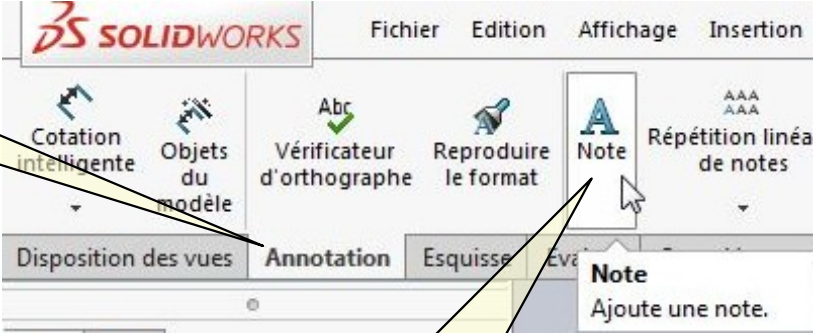 SOLIDWORKS
Fichier Edition Affichage Insertion
Cotation intelligente
Objets du modèle
Abc
Vérificateur d'orthographe
Reproduire le format
A
Note
AAA
AAA
Répétition linéa
de notes
Disposition des vues Annotation Esquisse
Note
Ajoute une note.